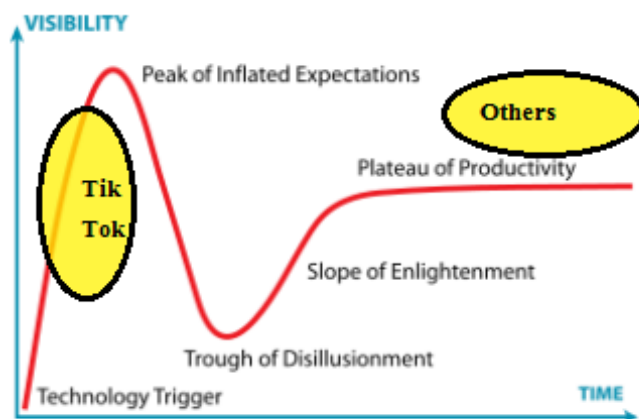 VISIBILITY
Peak of Inflated Expectations
Others
Plateau of Productivity
Tik
Tok
Slope of Enlightenment
Trough of Disillusionment
Technology Trigger
TIME